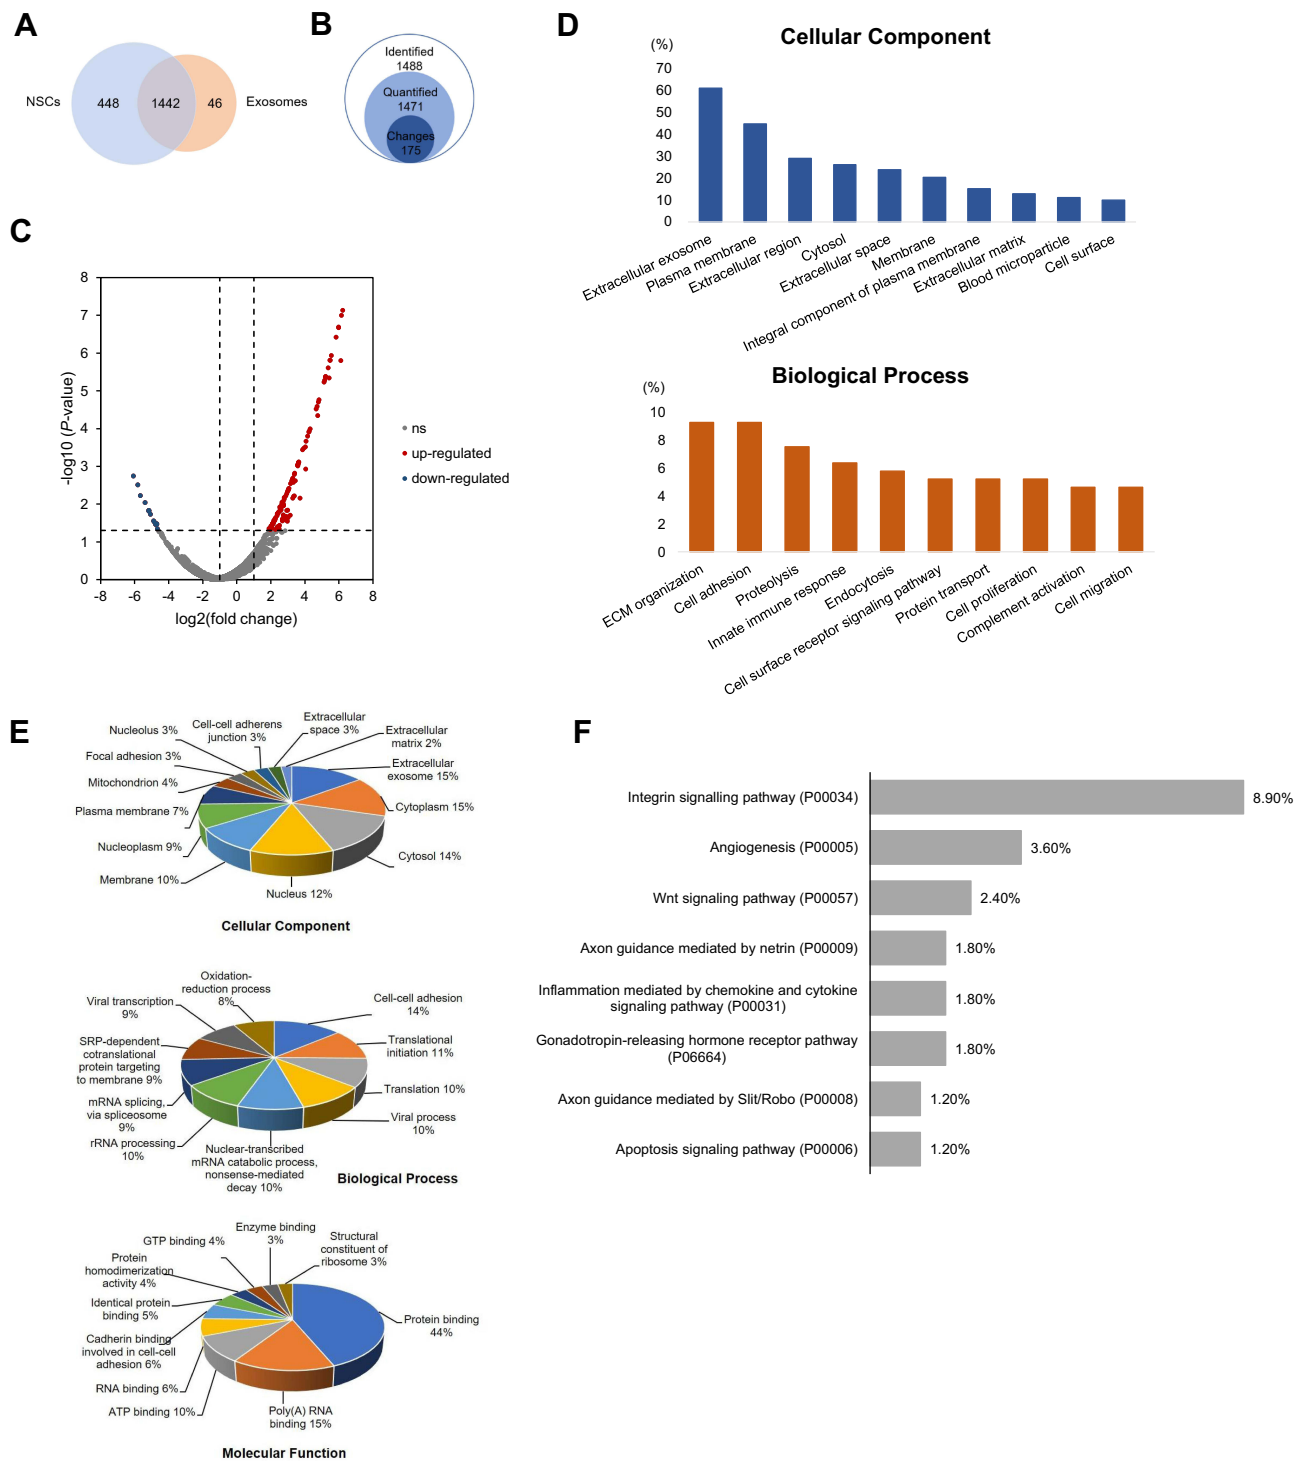 A
NSCs
448
1442
46
Exosomes
B
Identified
1488
Quantified
1471
Changes
175
C
8
7
6
5
4
3
2
1
0
-log10 (P-value)
-8
-6
-4
-2
0
2
4
6
8
log2(fold change)
ns
up-regulated
down-regulated
D
Cellular Component
(%)
70
60
50
40
30
20
10
0
Extracellular exosome
Plasma membrane
Extracellular region
Cytosol
Extracellular space
Membrane
Integral component of plasma membrane
Extracellular matrix
Blood microparticle
Cell surface
Biological Process
(%)
10
8
6
4
2
0
ECM organization
Cell adhesion
Proteolysis
Innate immune response
Endocytosis
Cell surface receptor signaling pathway
Protein transport
Cell proliferation
Complement activation
Cell migration
E
Nucleolus 3%
Cell-cell adherens
junction 3%
Extracellular
space 3%
Extracellular
matrix 2%
Focal adhesion 3%
Extracellular
exosome 15%
Mitochondrion 4%
Plasma membrane 7%
Cytoplasm 15%
Nucleoplasm 9%
Cytosol 14%
Membrane 10%
Nucleus 12%
Cellular Component
Oxidation-
reduction process
8%
Cell-cell adhesion
14%
Viral transcription
9%
Translational
initiation 11%
SRP-dependent
cotranslational
protein targeting
to membrane 9%
Translation 10%
mRNA splicing,
via spliceosome
9%
Viral process
10%
rRNA processing
10%
Nuclear-transcribed
mRNA catabolic process,
nonsense-mediated
decay 10%
Biological Process
Enzyme binding
3%
Structural
constituent of
ribosome 3%
GTP binding 4%
Protein
homodimerization
activity 4%
Identical protein
binding 5%
Protein binding
44%
Cadherin binding
involved in cell-cell
adhesion 6%
RNA binding 6%
ATP binding 10%
Poly(A) RNA
binding 15%
Molecular Function
F
Integrin signalling pathway (P00034)
8.90%
Angiogenesis (P00005)
3.60%
Wnt signaling pathway (P00057)
2.40%
Axon guidance mediated by netrin (P00009)
1.80%
Inflammation mediated by chemokine and cytokine
signaling pathway (P00031)
1.80%
Gonadotropin-releasing hormone receptor pathway
(P06664)
1.80%
Axon guidance mediated by Slit/Robo (P00008)
1.20%
Apoptosis signaling pathway (P00006)
1.20%